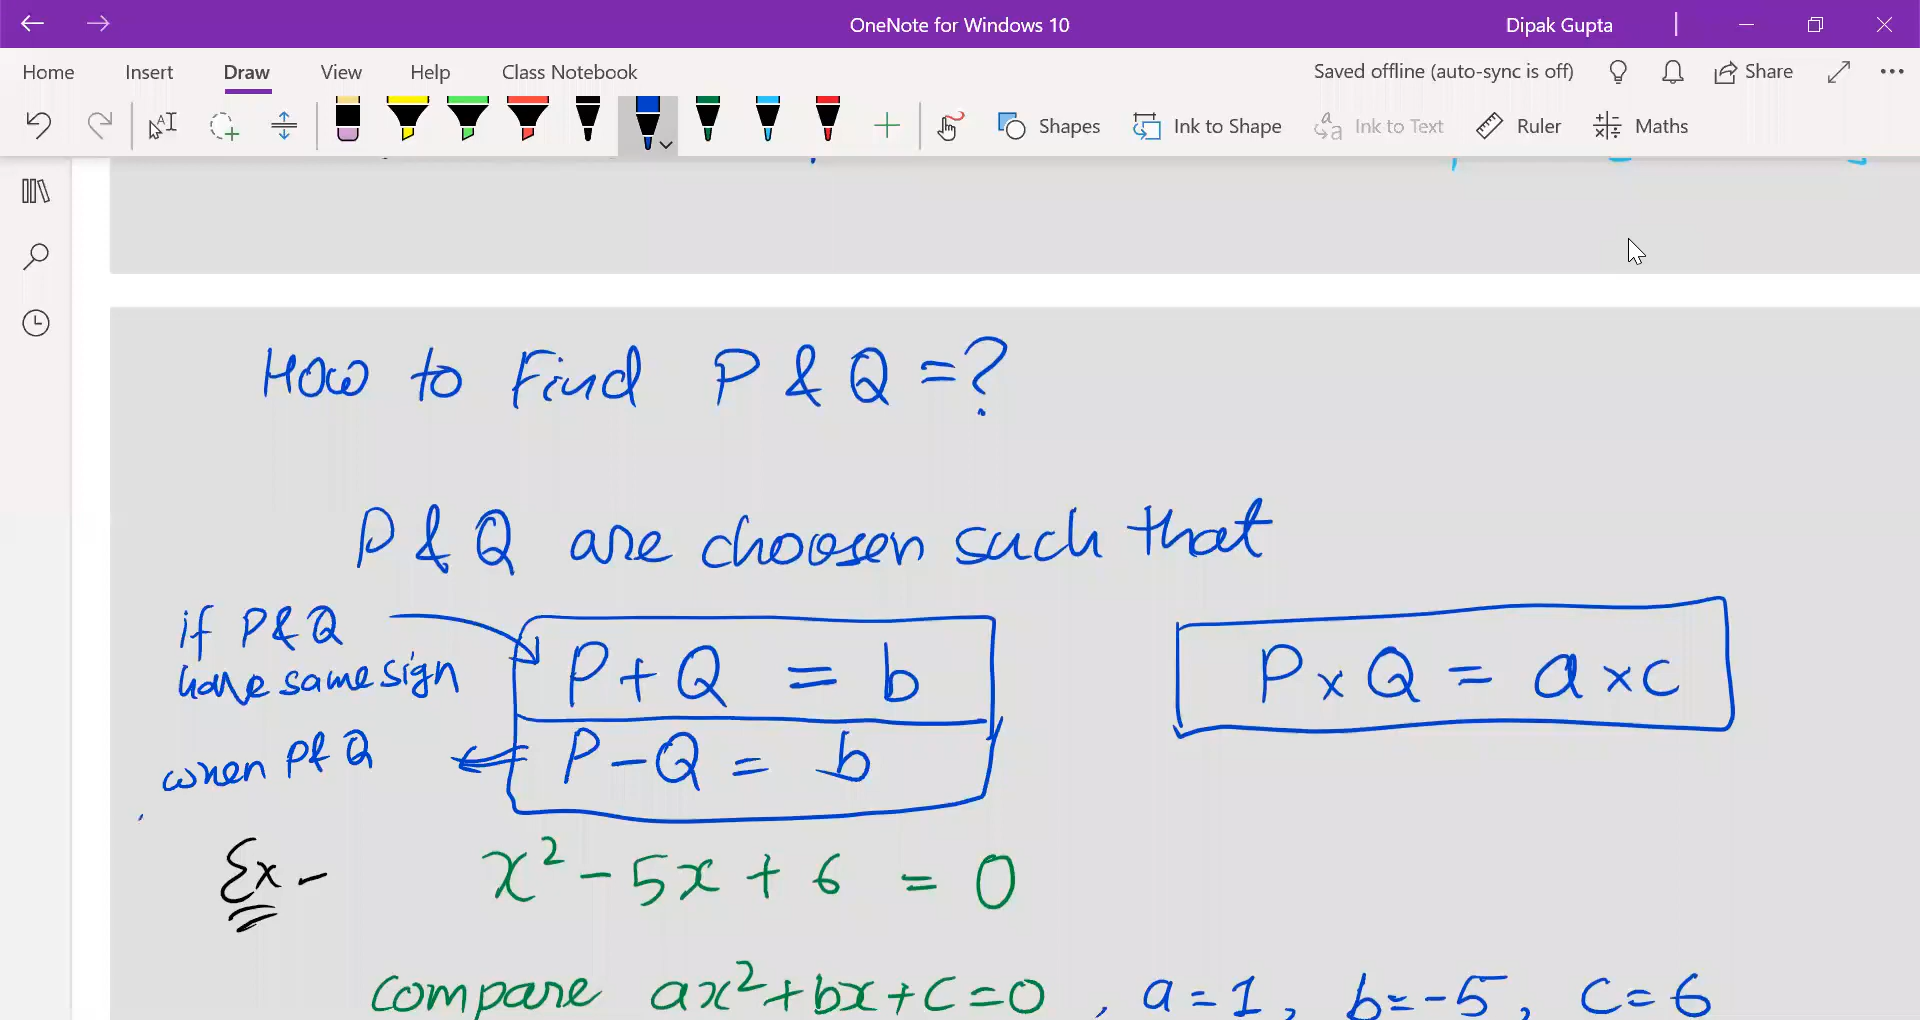 OneNote for Windows 10 Dipak Gupta
Home Insert Draw View Help Class Notebook Saved offline (auto-sync is off) Share
Shapes Ink to Shape Ink to Text Ruler Maths
How to Find P & Q =?
P & Q are choosen such that
if P & Q
have same sign
P + Q = b
P × Q = a × c
when P & Q
P - Q = b
Ex - x² - 5x + 6 = 0
compare ax² + bx + c = 0 , a = 1 , b = -5 , c = 6